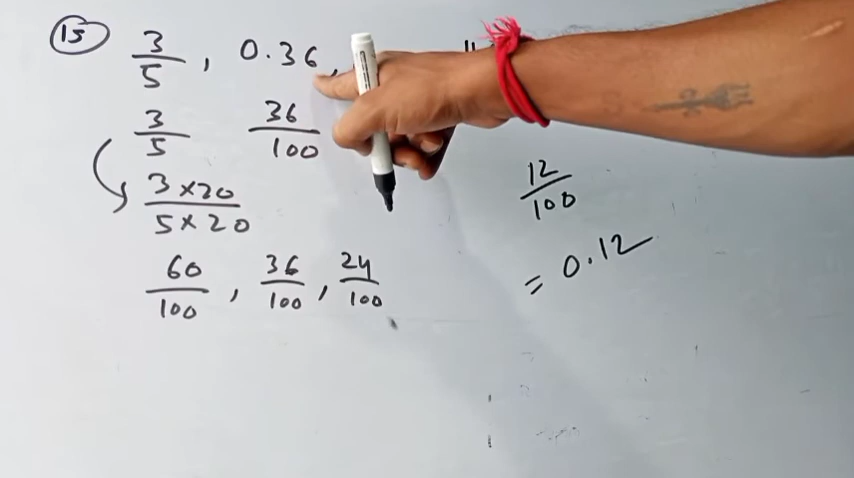 15 3/5, 0.36,
3/5 36/100
3×20/5×20
12/100
= 0.12
60/100, 36/100, 24/100